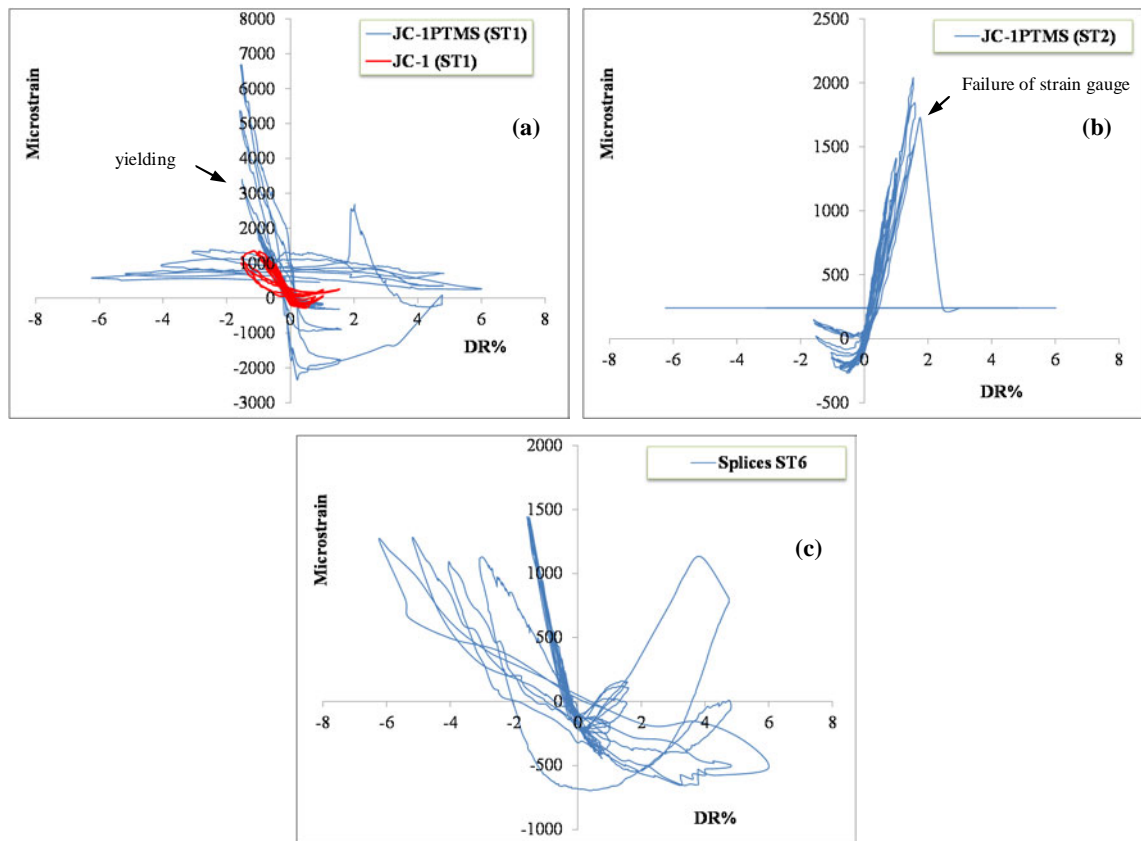 8000
7000
6000
5000
4000
3000
2000
1000
0
-1000
-2000
-3000
-8 -6 -4 -2 0 2 4 6 8
Microstrain
DR%
JC-1PTMS (ST1)
JC-1 (ST1)
yielding
(a)
2500
2000
1500
1000
500
0
-500
-8 -6 -4 -2 0 2 4 6 8
Microstrain
DR%
JC-1PTMS (ST2)
Failure of strain gauge
(b)
2000
1500
1000
500
0
-500
-1000
-8 -6 -4 -2 0 2 4 6 8
Microstrain
DR%
Splices ST6
(c)